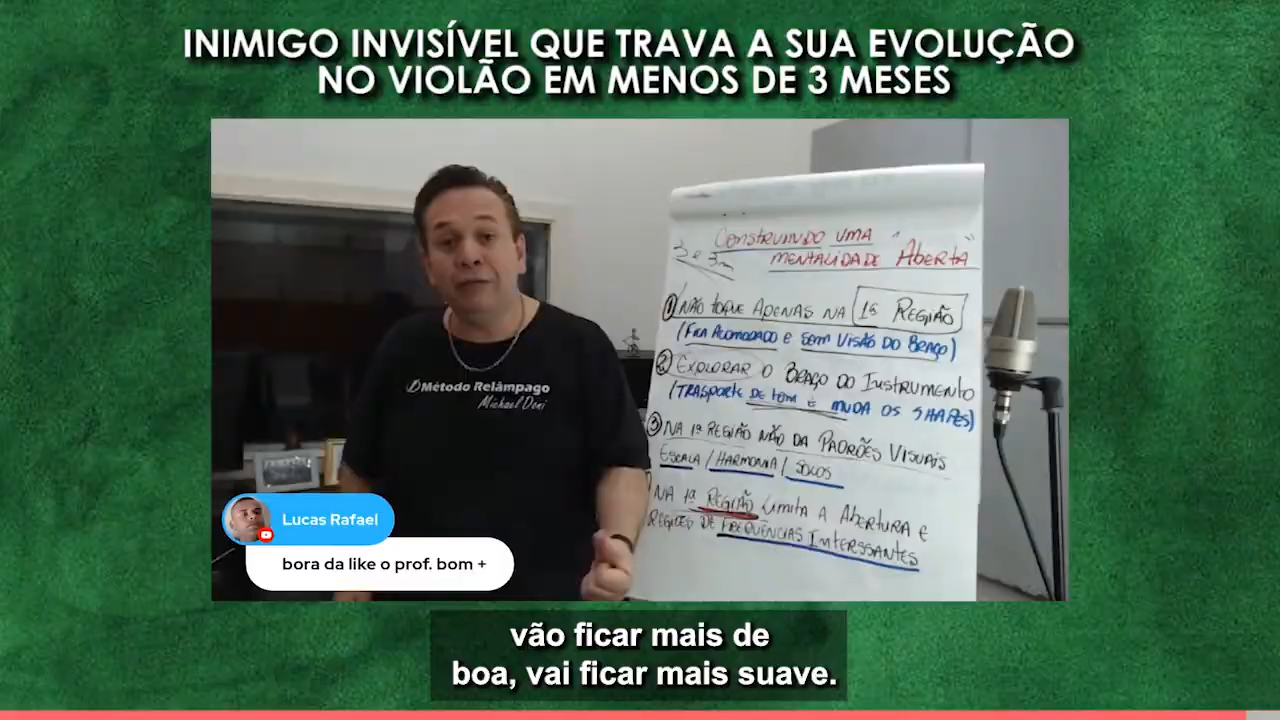 INIMIGO INVISÍVEL QUE TRAVA A SUA EVOLUÇÃO
NO VIOLÃO EM MENOS DE 3 MESES
CONSTRUINDO UMA
MENTALIDADE "ABERTA"
3 e 3m
① NÃO TOQUE APENAS NA 1ª REGIÃO
(FICA ACOMODADO E SEM VISÃO DO BRAÇO)
② EXPLORAR O BRAÇO DO INSTRUMENTO
(TRASPORTE DE TOM E MUDA OS SHAPES)
③ NA 1ª REGIÃO NÃO DA PADRÕES VISUAIS
ESCALA / HARMONIA / SOLOS
NA 1ª REGIÃO LIMITA A ABERTURA E
REGIÕES DE FREQUÊNCIAS INTERSSANTES
Método Relâmpago
Michael Deni
Lucas Rafael
bora da like o prof. bom +
vão ficar mais de
boa, vai ficar mais suave.